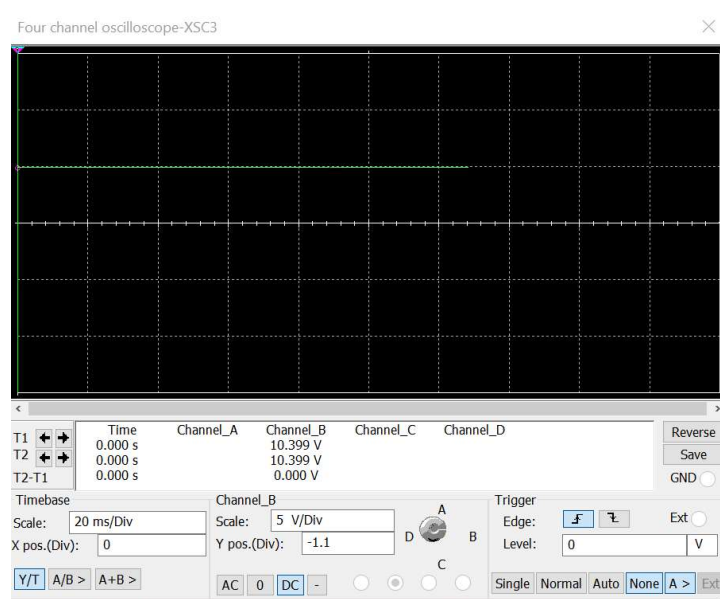 Four channel oscilloscope-XSC3
Time Channel_A Channel_B Channel_C Channel_D
T1 0.000 s 10.399 V
T2 0.000 s 10.399 V
T2-T1 0.000 s 0.000 V
Reverse
Save
GND
Timebase
Scale: 20 ms/Div
X pos.(Div): 0
Y/T A/B > A+B >
Channel_B
Scale: 5 V/Div
Y pos.(Div): -1.1
AC 0 DC -
A
D B
C
Trigger
Edge: Ext
Level: 0 V
Single Normal Auto None A > Ext